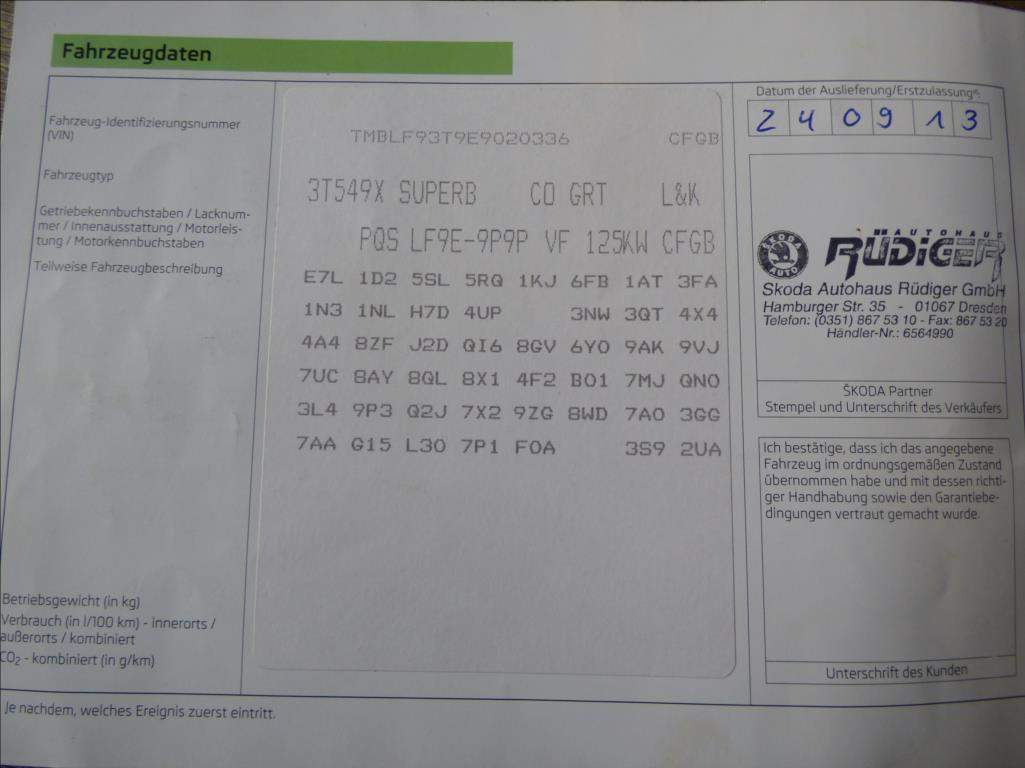 Fahrzeugdaten
Fahrzeug-Identifizierungsnummer
(VIN)
Fahrzeugtyp
Getriebekennbuchstaben / Lacknum-
mer / Innenausstattung / Motorleis-
tung / Motorkennbuchstaben
Teilweise Fahrzeugbeschreibung
Betriebsgewicht (in kg)
Verbrauch (in l/100 km) - innerorts /
außerorts / kombiniert
CO2 - kombiniert (in g/km)
TMBLF93T9E9020336 CFGB
3T549X SUPERB CO GRT L&K
PQS LF9E-9P9P VF 125KW CFGB
E7L 1D2 5SL 5RQ 1KJ 6FB 1AT 3FA
1N3 1NL H7D 4UP 3NW 3QT 4X4
4A4 8ZF J2D QI6 8GV 6Y0 9AK 9VJ
7UC 8AY 8QL 8X1 4F2 B01 7MJ QN0
3L4 9P3 Q2J 7X2 9ZG 8WD 7A0 3GG
7AA G15 L30 7P1 F0A 3S9 2UA
Datum der Auslieferung/Erstzulassung*:
2 4 0 9 1 3
ŠKODA
AUTO
AUTOHAUS
RÜDIGER
Skoda Autohaus Rüdiger GmbH
Hamburger Str. 35 - 01067 Dresden
Telefon: (0351) 867 53 10 - Fax: 867 53 20
Händler-Nr.: 6564990
ŠKODA Partner
Stempel und Unterschrift des Verkäufers
Ich bestätige, dass ich das angegebene
Fahrzeug im ordnungsgemäßen Zustand
übernommen habe und mit dessen richti-
ger Handhabung sowie den Garantiebe-
dingungen vertraut gemacht wurde.
Unterschrift des Kunden
Je nachdem, welches Ereignis zuerst eintritt.